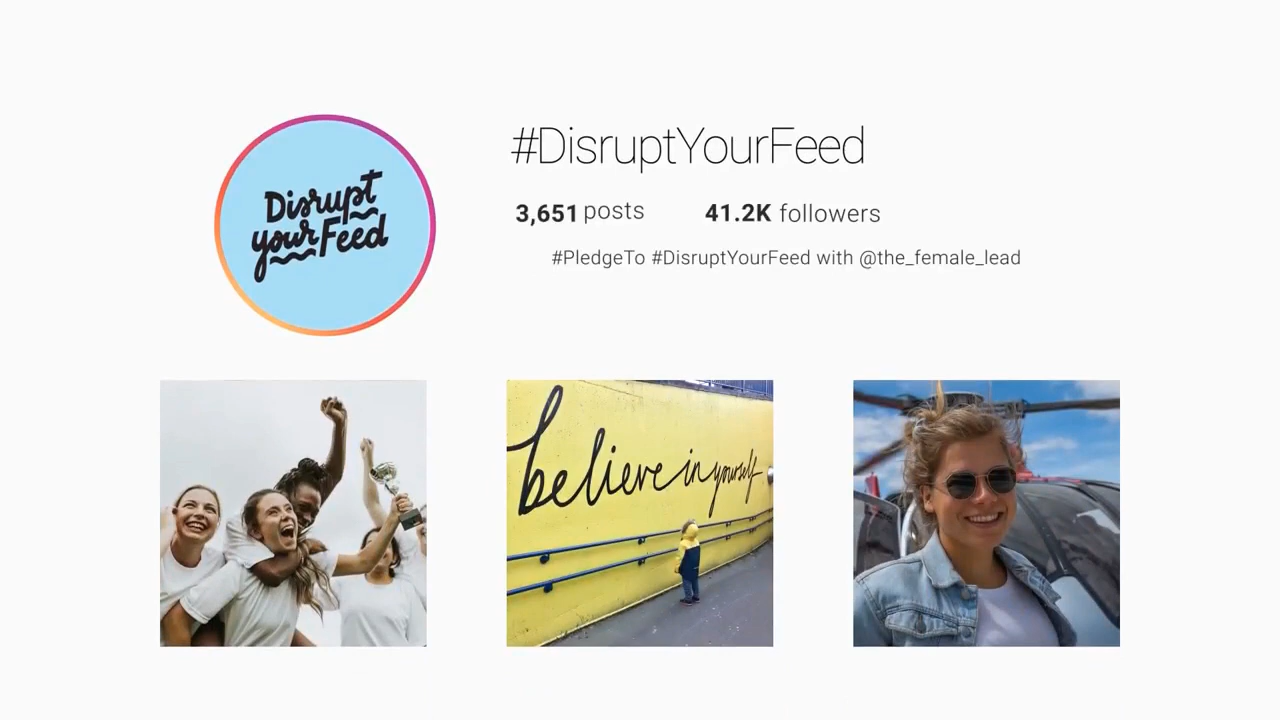 Disrupt
your Feed
#DisruptYourFeed
3,651 posts 41.2K followers
#PledgeTo #DisruptYourFeed with @the_female_lead
believe in yourself